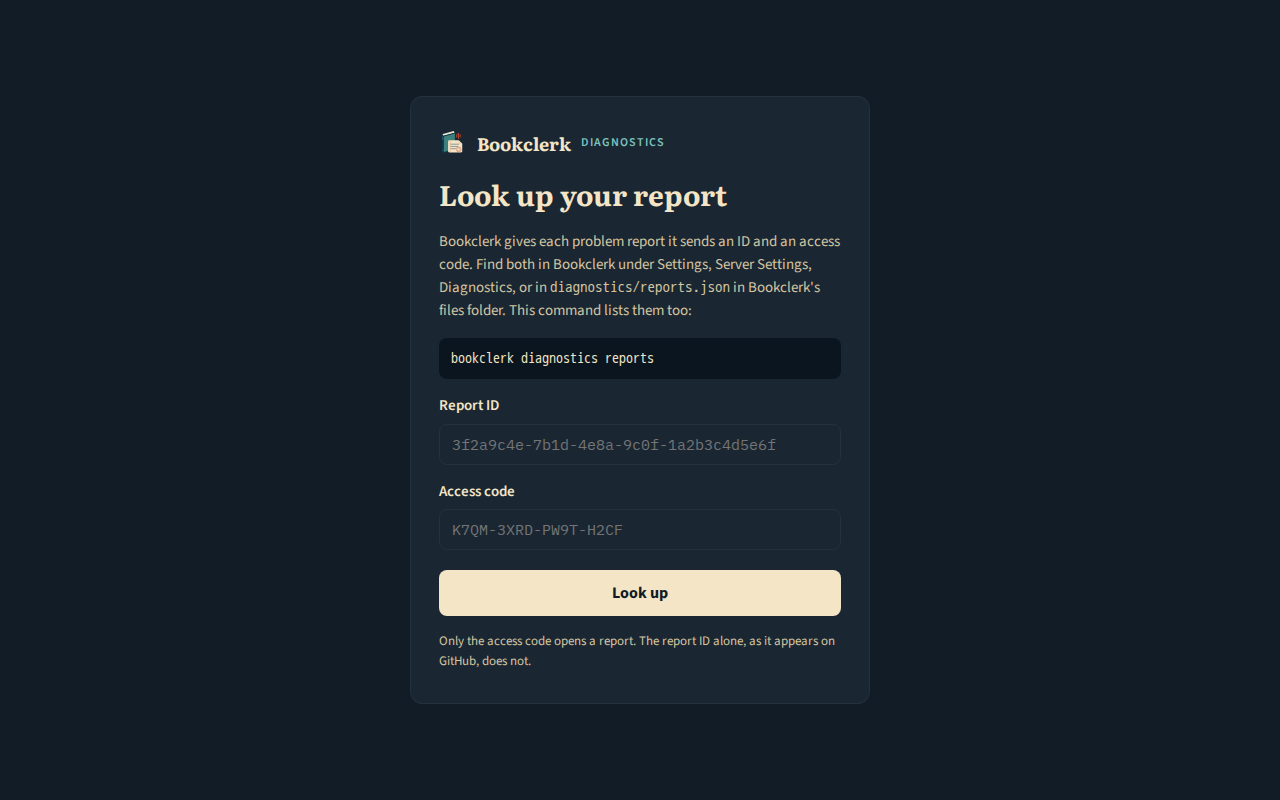 Bookclerk DIAGNOSTICS
Look up your report
Bookclerk gives each problem report it sends an ID and an access
code. Find both in Bookclerk under Settings, Server Settings,
Diagnostics, or in diagnostics/reports.json in Bookclerk's
files folder. This command lists them too:
bookclerk diagnostics reports
Report ID
3f2a9c4e-7b1d-4e8a-9c0f-1a2b3c4d5e6f
Access code
K7QM-3XRD-PW9T-H2CF
Look up
Only the access code opens a report. The report ID alone, as it appears on
GitHub, does not.